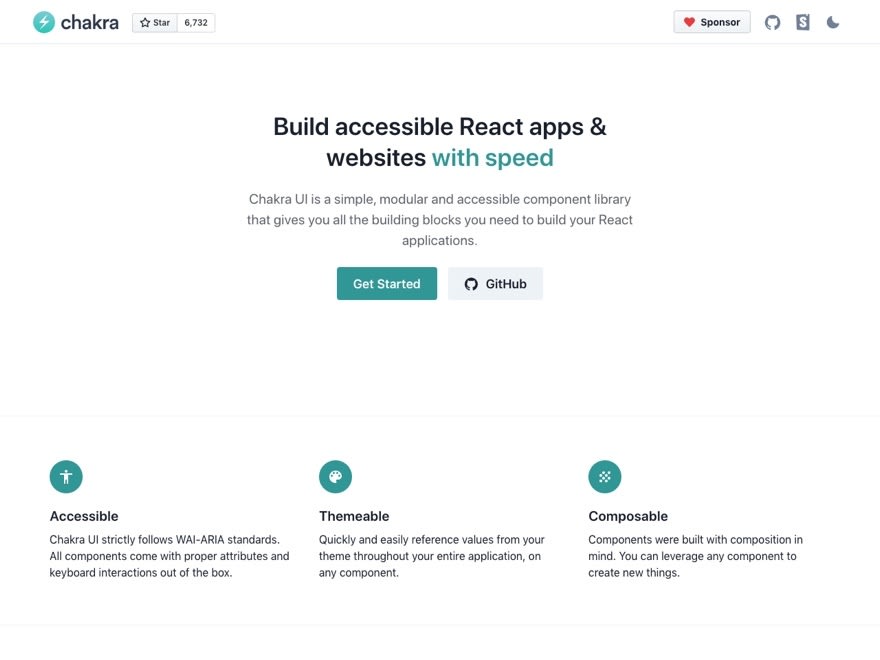 chakra
Star 6,732
Sponsor
Build accessible React apps &
websites with speed
Chakra UI is a simple, modular and accessible component library
that gives you all the building blocks you need to build your React
applications.
Get Started
GitHub
Accessible
Chakra UI strictly follows WAI-ARIA standards.
All components come with proper attributes and
keyboard interactions out of the box.
Themeable
Quickly and easily reference values from your
theme throughout your entire application, on
any component.
Composable
Components were built with composition in
mind. You can leverage any component to
create new things.